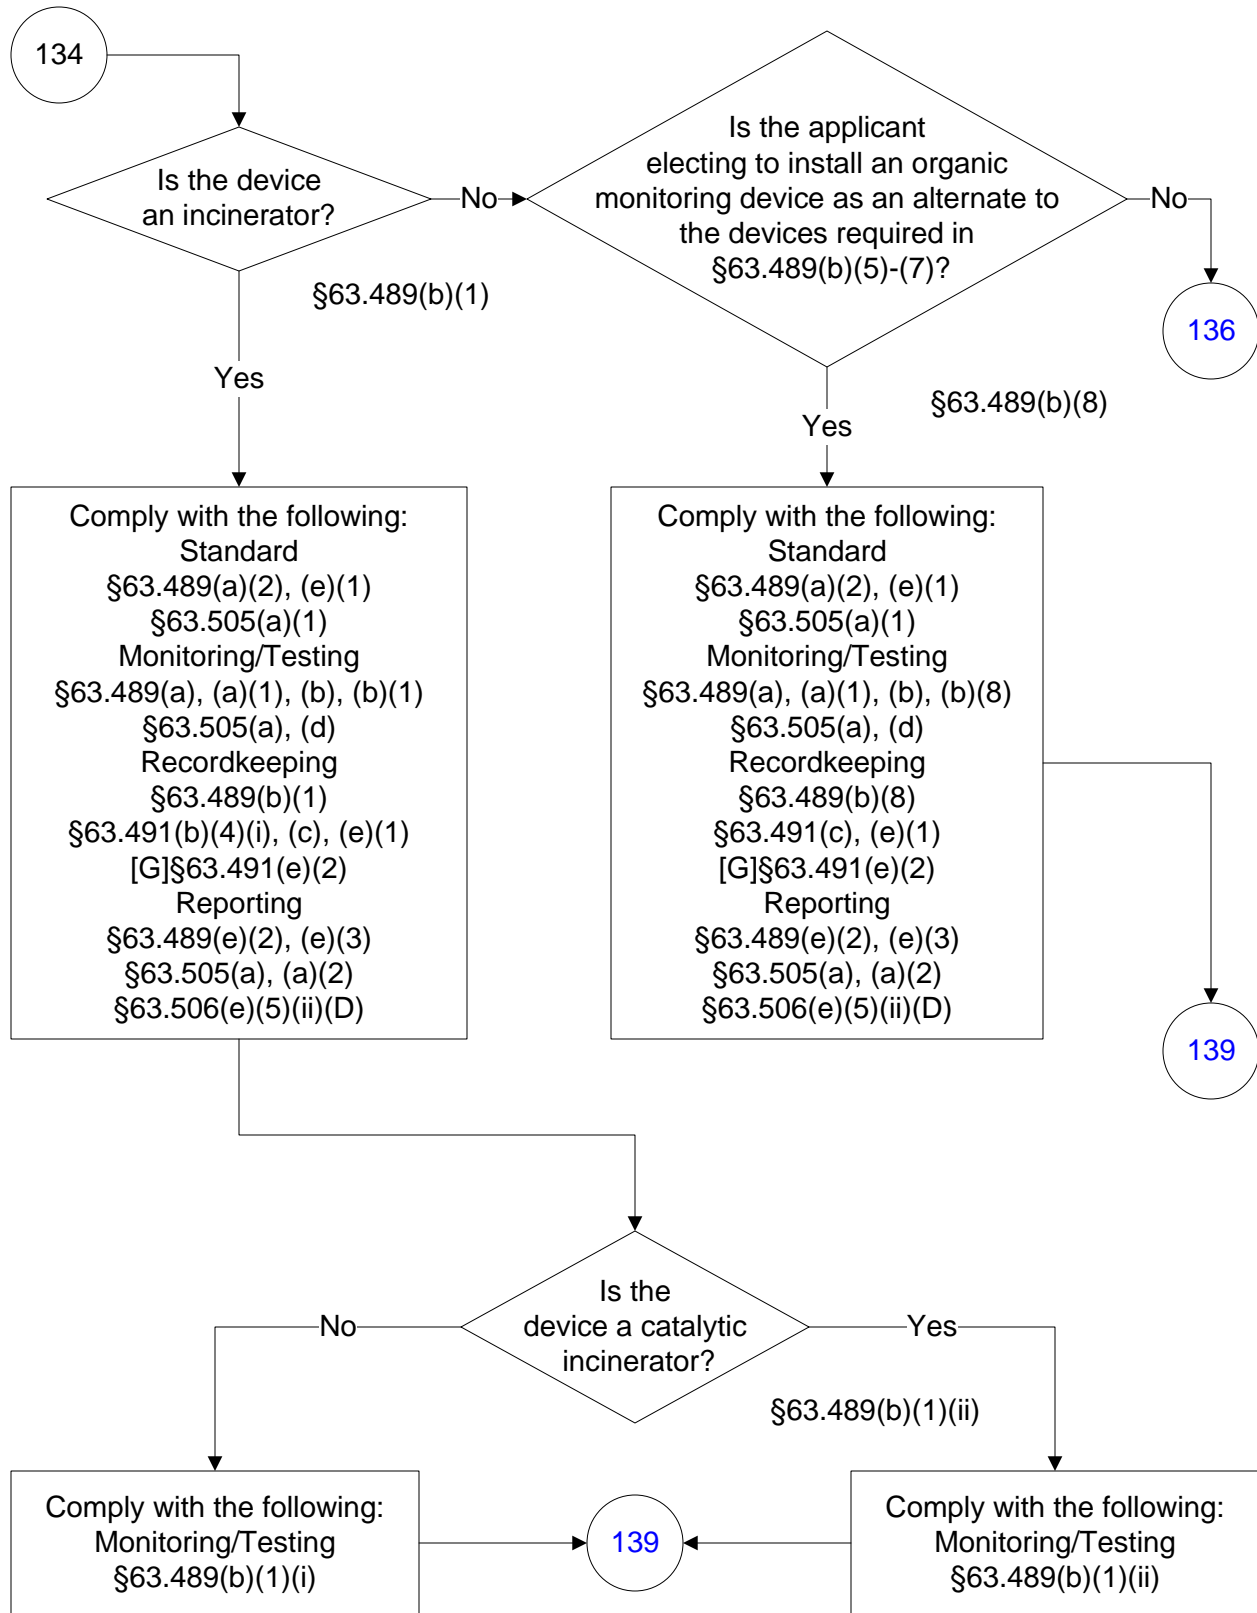 134
Is the device
an incinerator?
No
Is the applicant
electing to install an organic
monitoring device as an alternate to
the devices required in
§63.489(b)(5)-(7)?
No
136
§63.489(b)(1)
Yes
§63.489(b)(8)
Yes
Comply with the following:
Standard
§63.489(a)(2), (e)(1)
§63.505(a)(1)
Monitoring/Testing
§63.489(a), (a)(1), (b), (b)(1)
§63.505(a), (d)
Recordkeeping
§63.489(b)(1)
§63.491(b)(4)(i), (c), (e)(1)
[G]§63.491(e)(2)
Reporting
§63.489(e)(2), (e)(3)
§63.505(a), (a)(2)
§63.506(e)(5)(ii)(D)
Comply with the following:
Standard
§63.489(a)(2), (e)(1)
§63.505(a)(1)
Monitoring/Testing
§63.489(a), (a)(1), (b), (b)(8)
§63.505(a), (d)
Recordkeeping
§63.489(b)(8)
§63.491(c), (e)(1)
[G]§63.491(e)(2)
Reporting
§63.489(e)(2), (e)(3)
§63.505(a), (a)(2)
§63.506(e)(5)(ii)(D)
139
Is the
device a catalytic
incinerator?
No
Yes
§63.489(b)(1)(ii)
Comply with the following:
Monitoring/Testing
§63.489(b)(1)(i)
139
Comply with the following:
Monitoring/Testing
§63.489(b)(1)(ii)